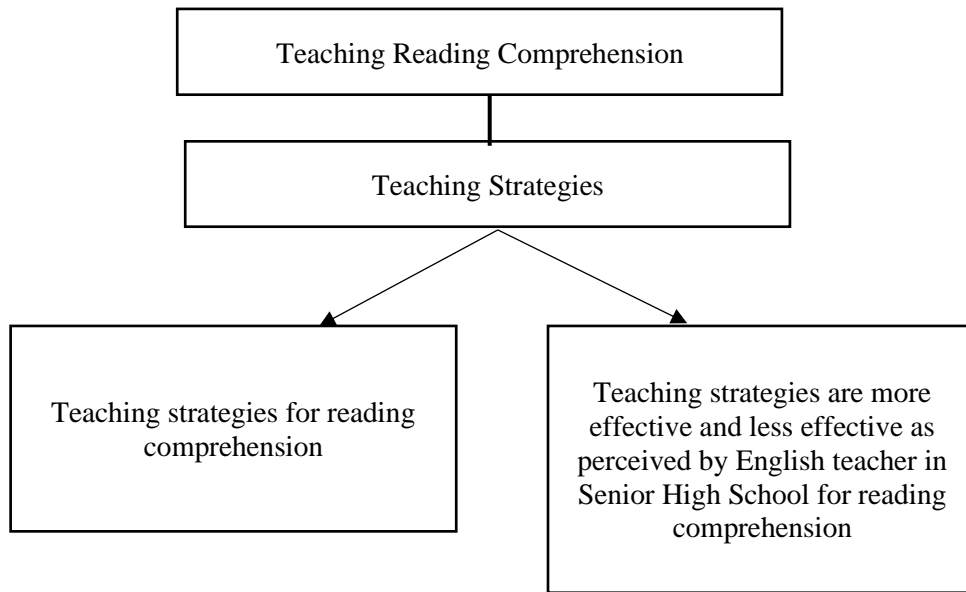 Teaching Reading Comprehension
Teaching Strategies
Teaching strategies for reading
comprehension
Teaching strategies are more
effective and less effective as
perceived by English teacher in
Senior High School for reading
comprehension